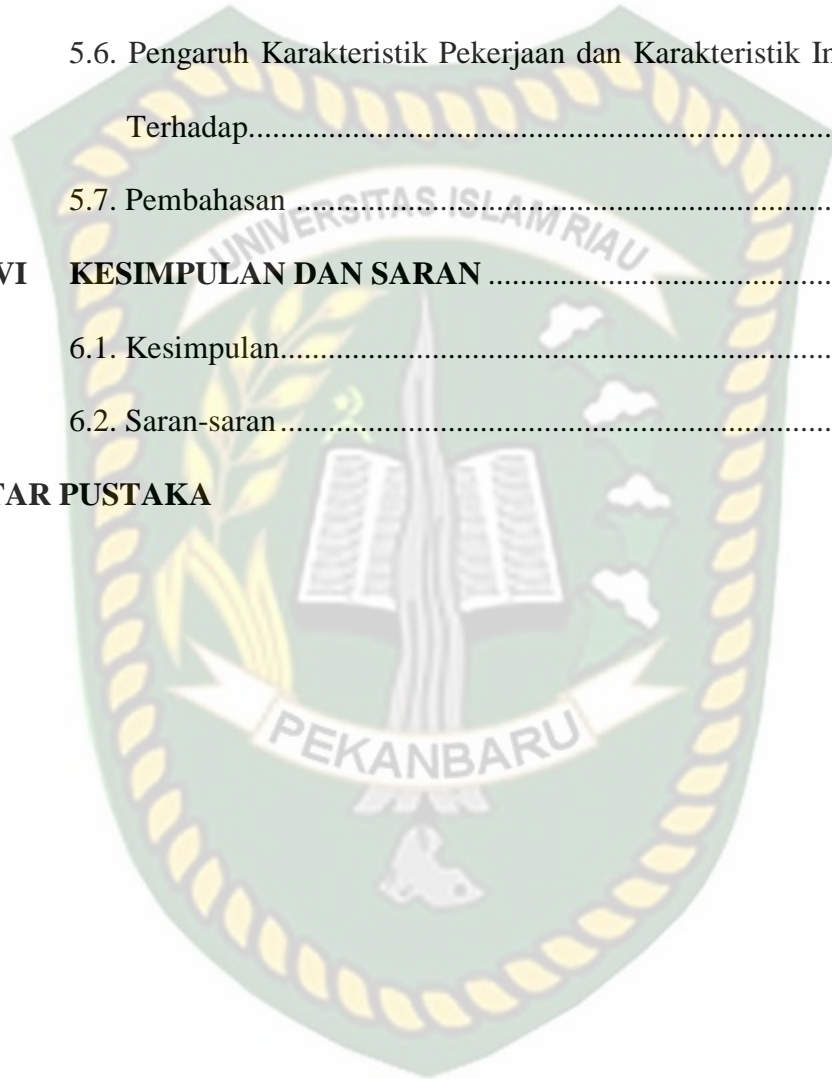 5.6. Pengaruh Karakteristik Pekerjaan dan Karakteristik In
Terhadap..........................................................................
5.7. Pembahasan ....................................................................
UNIVERSITAS ISLAM RIAU
VI KESIMPULAN DAN SARAN .............................................
6.1. Kesimpulan......................................................................
6.2. Saran-saran ......................................................................
TAR PUSTAKA
PEKANBARU